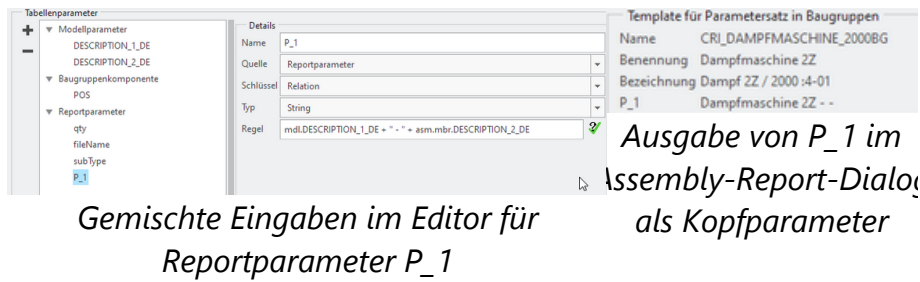 Tabellenparameter
Modellparameter
DESCRIPTION_1_DE
DESCRIPTION_2_DE
Baugruppenkomponente
POS
Reportparameter
qty
fileName
subType
P_1
Details
Name P_1
Quelle Reportparameter
Schlüssel Relation
Typ String
Regel mdl.DESCRIPTION_1_DE + " - " + asm.mbr.DESCRIPTION_2_DE
Gemischte Eingaben im Editor für
Reportparameter P_1
Template für Parametersatz in Baugruppen
Name CRI_DAMPFMASCHINE_2000BG
Benennung Dampfmaschine 2Z
Bezeichnung Dampf 2Z / 2000 :4-01
P_1 Dampfmaschine 2Z - -
Ausgabe von P_1 im
Assembly-Report-Dialog
als Kopfparameter